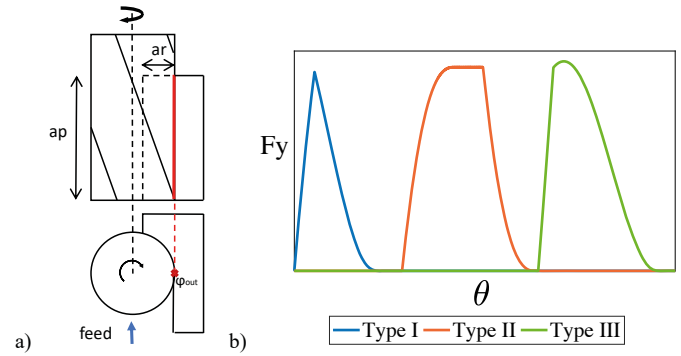 ar
ap
φout
feed
a)
Fy
θ
Type I Type II Type III
b)